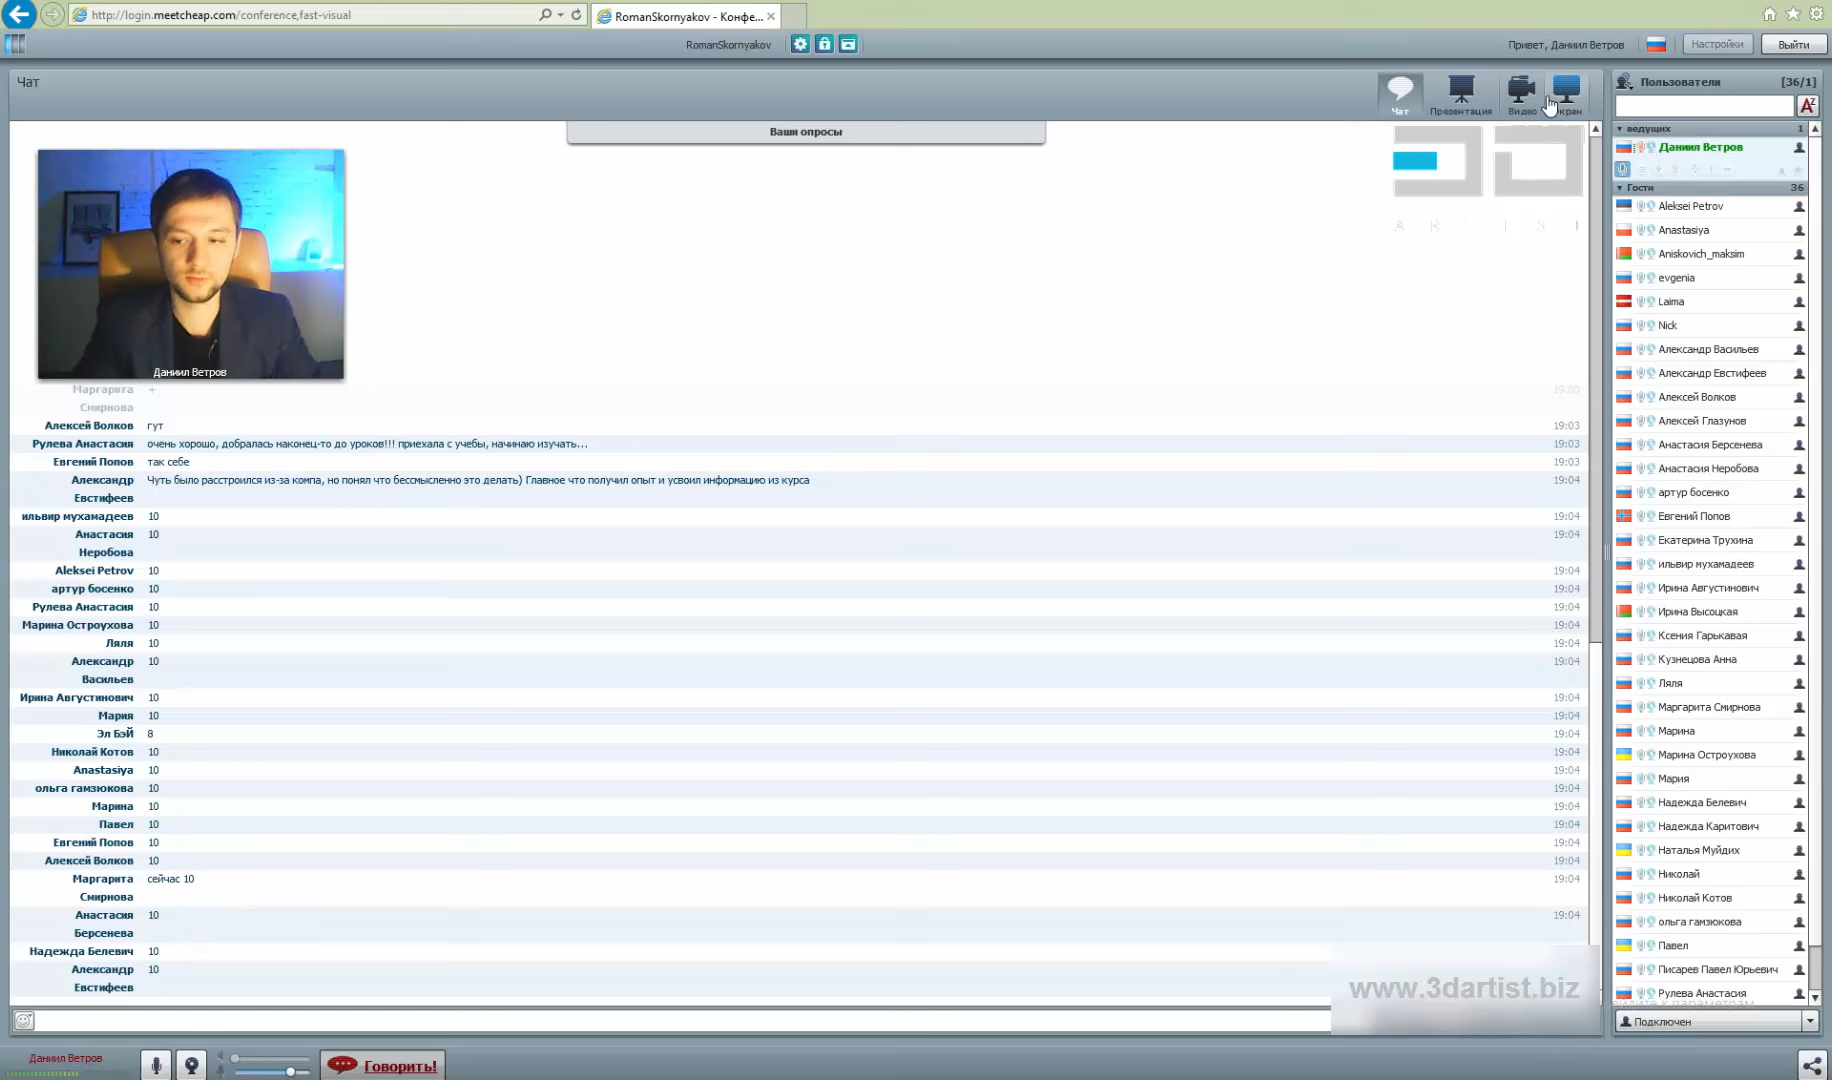 http://login.meetcheap.com/conference,fast-visual
RomanSkornyakov - Конфе...
RomanSkornyakov
Привет, Даниил Ветров
Настройки
Выйти
Чат
Чат
Презентация
Видео
кран
Пользователи
[36/1]
Ваши опросы
Даниил Ветров
ведущих 1
Даниил Ветров
Гости 36
Aleksei Petrov
Anastasiya
Aniskovich_maksim
evgenia
Laima
Nick
Александр Васильев
Александр Евстифеев
Алексей Волков
Алексей Глазунов
Анастасия Берсенева
Анастасия Неробова
артур босенко
Евгений Попов
Екатерина Трухина
ильвир мухамадеев
Ирина Августинович
Ирина Высоцкая
Ксения Гарькавая
Кузнецова Анна
Ляля
Маргарита Смирнова
Марина
Марина Остроухова
Мария
Надежда Белевич
Надежда Каритович
Наталья Муйдих
Николай
Николай Котов
ольга гамзюкова
Павел
Писарев Павел Юрьевич
Рулева Анастасия
Подключен
Маргарита + 19:03
Смирнова
Алексей Волков гут 19:03
Рулева Анастасия очень хорошо, добралась наконец-то до уроков!!! приехала с учебы, начинаю изучать... 19:03
Евгений Попов так себе 19:03
Александр Чуть было расстроился из-за компа, но понял что бессмысленно это делать) Главное что получил опыт и усвоил информацию из курса 19:04
Евстифеев
ильвир мухамадеев 10 19:04
Анастасия 10 19:04
Неробова
Aleksei Petrov 10 19:04
артур босенко 10 19:04
Рулева Анастасия 10 19:04
Марина Остроухова 10 19:04
Ляля 10 19:04
Александр 10 19:04
Васильев
Ирина Августинович 10 19:04
Мария 10 19:04
Эл БэЙ 8 19:04
Николай Котов 10 19:04
Anastasiya 10 19:04
ольга гамзюкова 10 19:04
Марина 10 19:04
Павел 10 19:04
Евгений Попов 10 19:04
Алексей Волков 10 19:04
Маргарита сейчас 10 19:04
Смирнова
Анастасия 10 19:04
Берсенева
Надежда Белевич 10
Александр 10
Евстифеев
www.3dartist.biz
Даниил Ветров
Говорить!